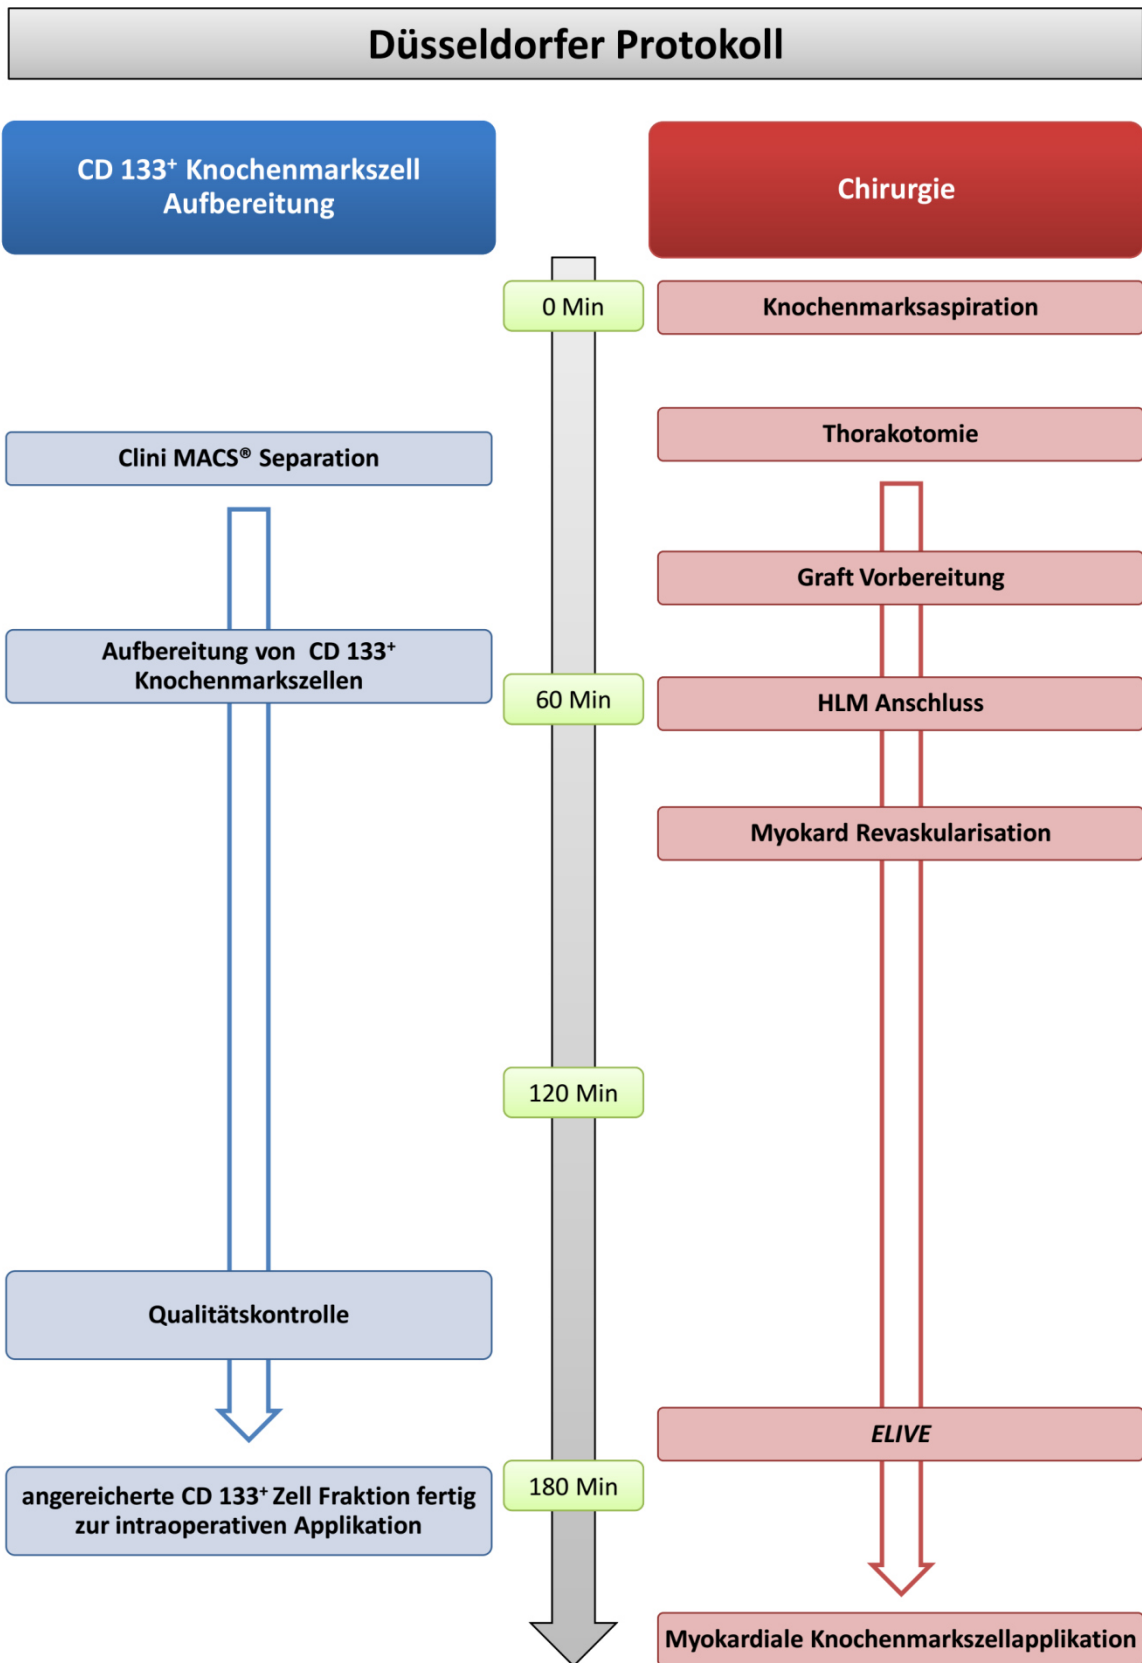 Düsseldorfer Protokoll
CD 133⁺ Knochenmarkszell
Aufbereitung
Chirurgie
0 Min
Knochenmarksaspiration
Thorakotomie
Clini MACS® Separation
Graft Vorbereitung
Aufbereitung von CD 133⁺
Knochenmarkszellen
60 Min
HLM Anschluss
Myokard Revaskularisation
120 Min
Qualitätskontrolle
ELIVE
angereicherte CD 133⁺ Zell Fraktion fertig
zur intraoperativen Applikation
180 Min
Myokardiale Knochenmarkszellapplikation